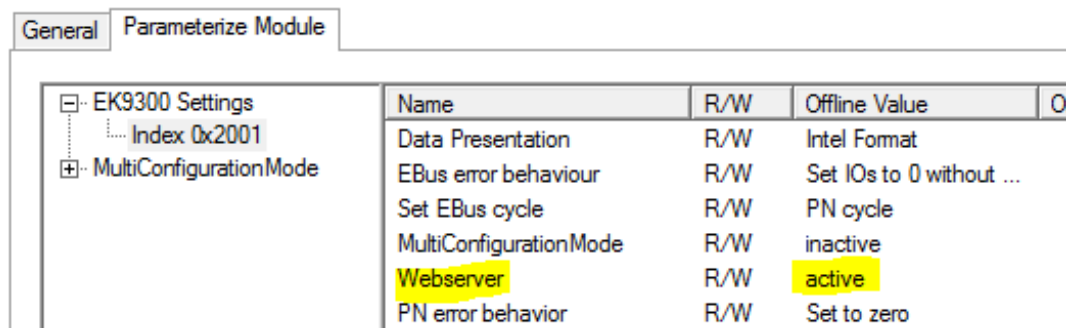 General Parameterize Module
EK9300 Settings
Index 0x2001
MultiConfigurationMode
Name R/W Offline Value O
Data Presentation R/W Intel Format
EBus error behaviour R/W Set IOs to 0 without ...
Set EBus cycle R/W PN cycle
MultiConfigurationMode R/W inactive
Webserver R/W active
PN error behavior R/W Set to zero